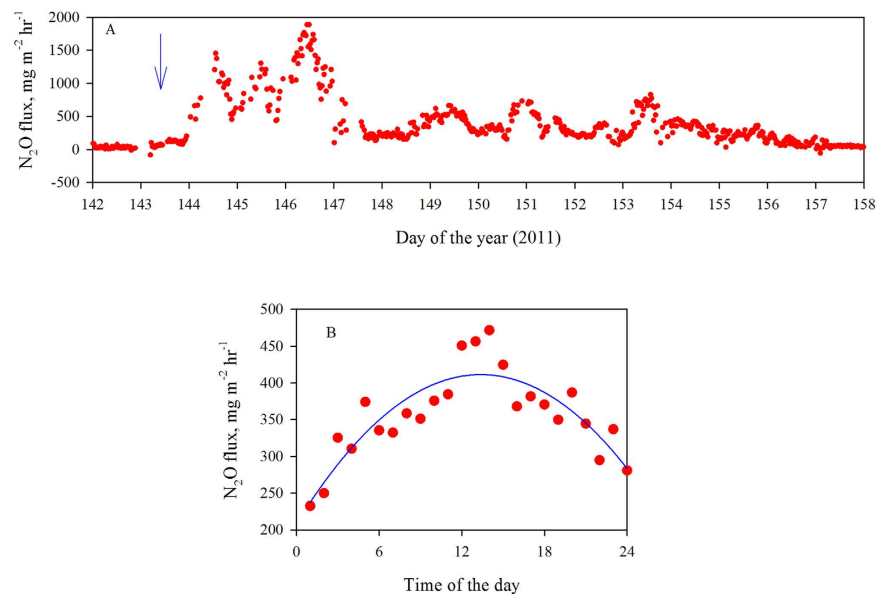 A
N₂O flux, mg m⁻² hr⁻¹
2000
1500
1000
500
0
-500
142 143 144 145 146 147 148 149 150 151 152 153 154 155 156 157 158
Day of the year (2011)
B
N₂O flux, mg m⁻² hr⁻¹
500
450
400
350
300
250
200
0 6 12 18 24
Time of the day